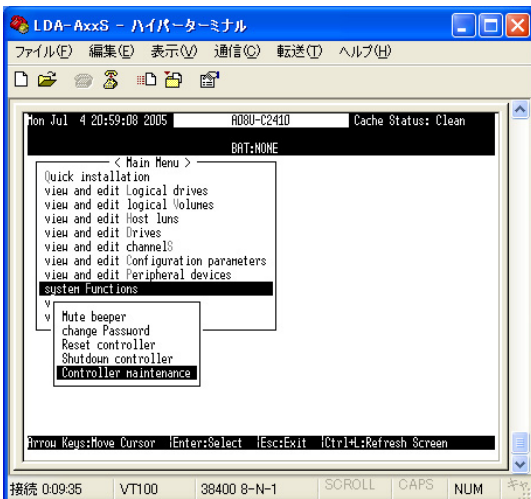 LDA-AxxS - ハイパーターミナル
ファイル(F) 編集(E) 表示(V) 通信(C) 転送(T) ヘルプ(H)
Mon Jul 4 20:59:08 2005 A08U-C2410 Cache Status: Clean
BAT:NONE
< Main Menu >
Quick installation
view and edit Logical drives
view and edit logical Volumes
view and edit Host luns
view and edit Drives
view and edit channelS
view and edit Configuration parameters
view and edit Peripheral devices
system Functions
v
v
Mute beeper
change Password
Reset controller
Shutdown controller
Controller maintenance
Arrow Keys:Move Cursor |Enter:Select |Esc:Exit |Ctrl+L:Refresh Screen
接続 0:09:35 VT100 38400 8-N-1 SCROLL CAPS NUM キャ